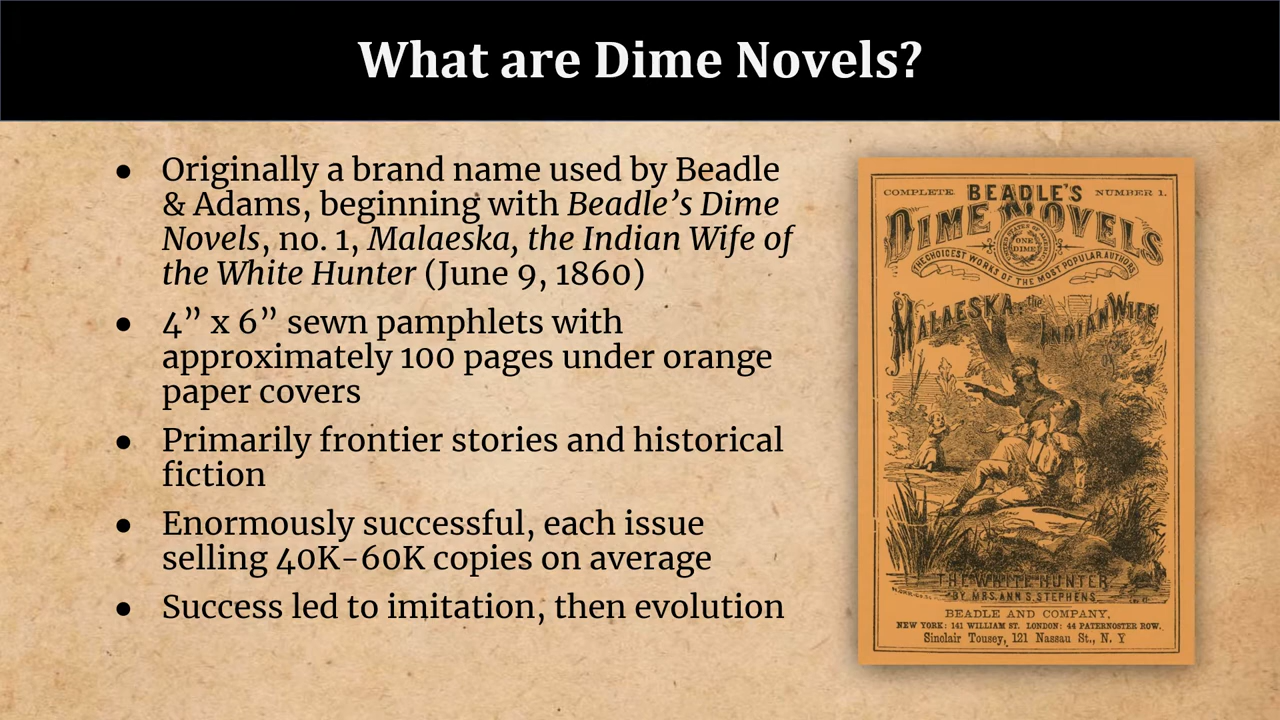 What are Dime Novels?
● Originally a brand name used by Beadle
& Adams, beginning with Beadle’s Dime
Novels, no. 1, Malaeska, the Indian Wife of
the White Hunter (June 9, 1860)
● 4” x 6” sewn pamphlets with
approximately 100 pages under orange
paper covers
● Primarily frontier stories and historical
fiction
● Enormously successful, each issue
selling 40K-60K copies on average
● Success led to imitation, then evolution
COMPLETE. BEADLE'S NUMBER 1.
DIME NOVELS
ONE
DIME
THE CHOICEST WORKS OF THE MOST POPULAR AUTHORS
MALAESKA the INDIAN WIFE
THE WHITE HUNTER
BY MRS. ANN S. STEPHENS.
BEADLE AND COMPANY,
NEW YORK: 141 WILLIAM ST. LONDON: 44 PATERNOSTER ROW.
Sinclair Tousey, 121 Nassau St., N. Y